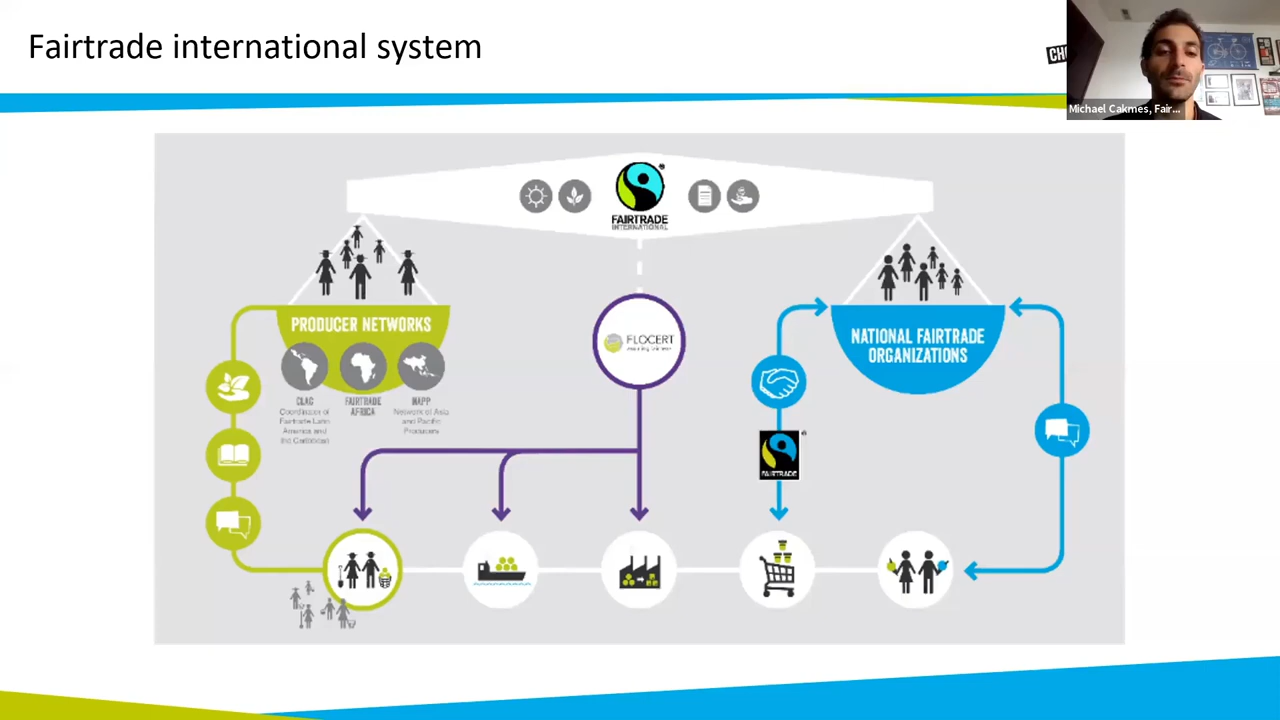 Fairtrade international system
CHO
Michael Cakmes, Fair...
FAIRTRADE
INTERNATIONAL
PRODUCER NETWORKS
NATIONAL FAIRTRADE
ORGANIZATIONS
FLOCERT
CLAC
Coordinator of
Fairtrade Latin
America and
the Caribbean
FAIRTRADE
AFRICA
NAPP
Network of Asia
and Pacific
Producers
FAIRTRADE